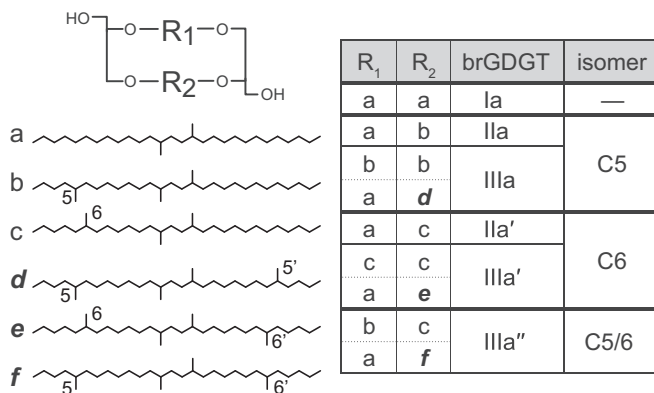 HO
O R₁ O
O R₂ O
OH
a
b 5
6
c
d 5 5’
e 6 6’
f 5 6’
R₁ R₂ brGDGT isomer
a a Ia —
a b IIa C5
b b IIIa
a d
a c IIa′ C6
c c IIIa′
a e
b c IIIa″ C5/6
a f